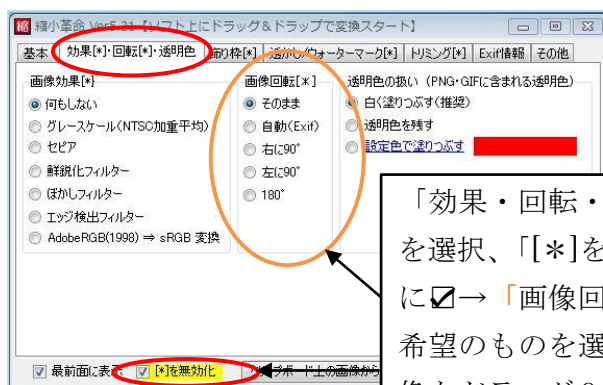 縮小革命 Ver5.21【ソフト上にドラッグ&ドラップで変換スタート】
基本 効果[*]・回転[*]・透明色 飾り枠[*] 透かし/ウォーターマーク[*] トリミング[*] Exif情報 その他
画像効果[*]
何もしない
グレースケール(NTSC加重平均)
セピア
鮮鋭化フィルター
ぼかしフィルター
エッジ検出フィルター
AdobeRGB(1998) ⇒ sRGB 変換
画像回転[*]
そのまま
自動(Exif)
右に90°
左に90°
180°
透明色の扱い (PNG・GIFに含まれる透明色)
白く塗りつぶす(推奨)
透明色を残す
設定色で塗りつぶす
「効果・回転・
を選択、「[*]を
に☑→「画像回
希望のものを選
最前面に表示 [*]を無効化 プボード上の画像から